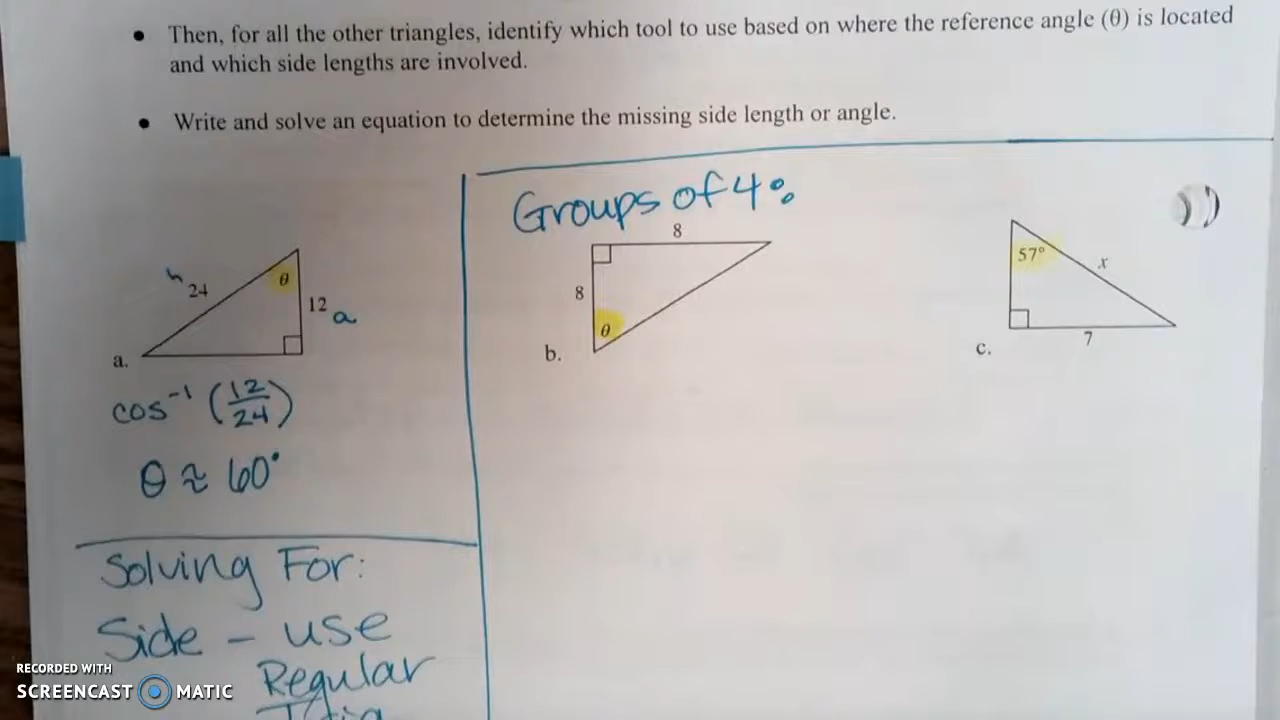 • Then, for all the other triangles, identify which tool to use based on where the reference angle (θ) is located
and which side lengths are involved.
• Write and solve an equation to determine the missing side length or angle.
Groups of 4:
h
24
θ
12 a
a.
8
8
θ
b.
57°
x
7
c.
cos⁻¹ (12/24)
θ ≈ 60°
Solving For:
Side – use
Regular
Trig
RECORDED WITH
SCREENCAST MATIC